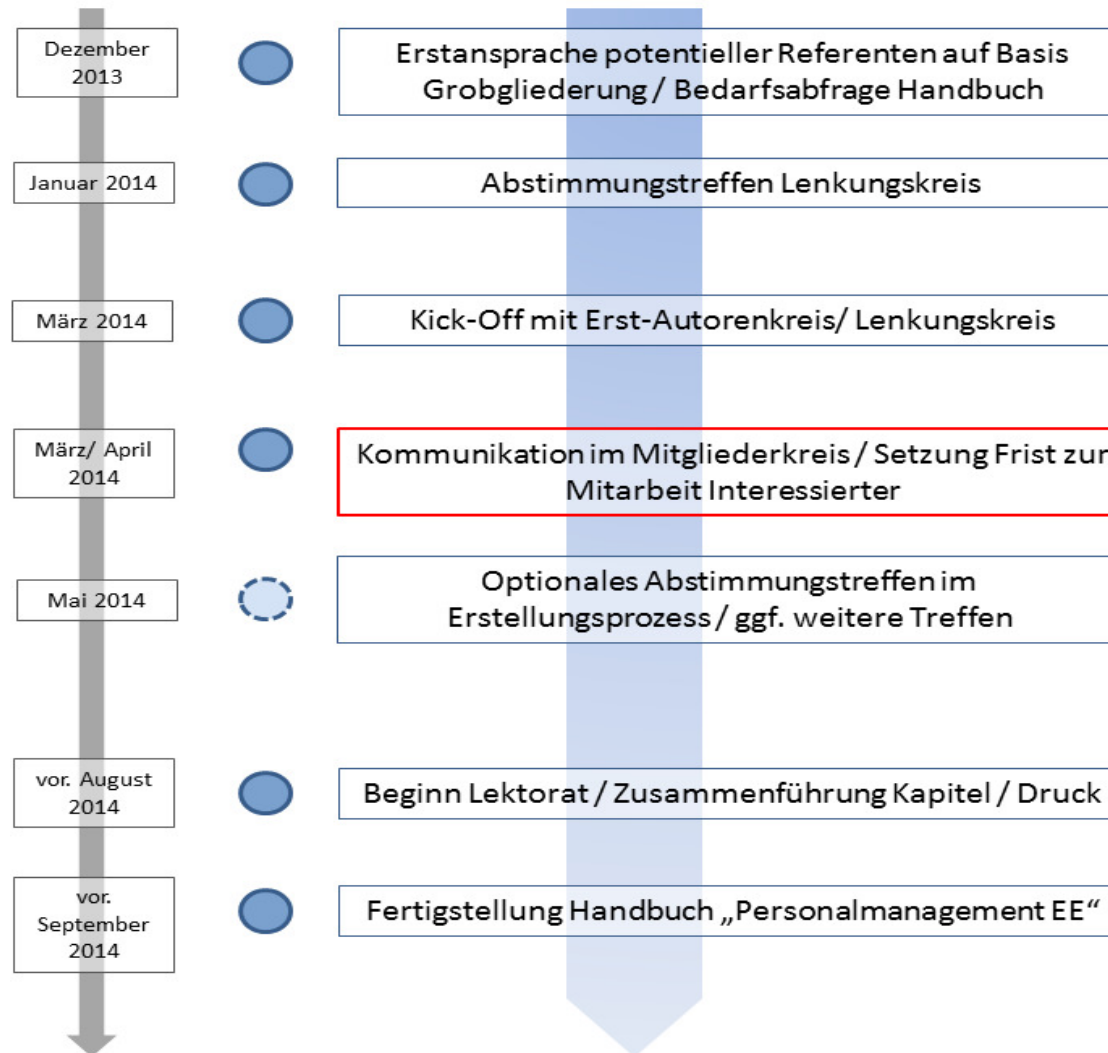 Dezember
2013
Erstansprache potentieller Referenten auf Basis
Grobgliederung / Bedarfsabfrage Handbuch
Januar 2014
Abstimmungstreffen Lenkungskreis
März 2014
Kick-Off mit Erst-Autorenkreis/ Lenkungskreis
März/ April
2014
Kommunikation im Mitgliederkreis / Setzung Frist zur
Mitarbeit Interessierter
Mai 2014
Optionales Abstimmungstreffen im
Erstellungsprozess / ggf. weitere Treffen
vor. August
2014
Beginn Lektorat / Zusammenführung Kapitel / Druck
vor.
September
2014
Fertigstellung Handbuch „Personalmanagement EE“